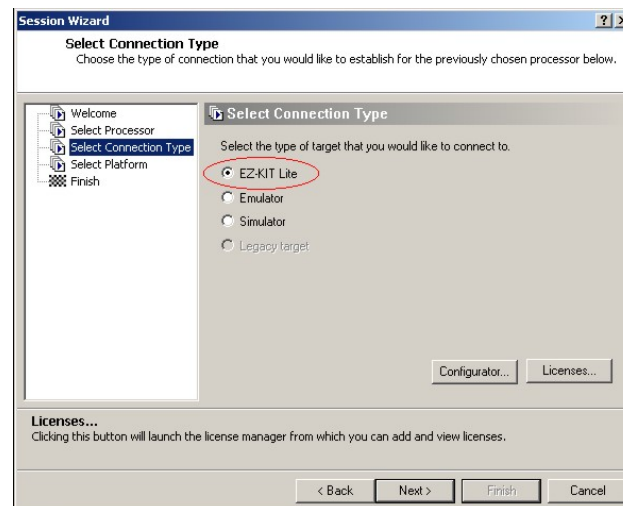 Session Wizard
Select Connection Type
Choose the type of connection that you would like to establish for the previously chosen processor below.
Welcome
Select Processor
Select Connection Type
Select Platform
Finish
Select Connection Type
Select the type of target that you would like to connect to.
EZ-KIT Lite
Emulator
Simulator
Legacy target
Configurator... Licenses...
Licenses...
Clicking this button will launch the license manager from which you can add and view licenses.
< Back Next > Finish Cancel